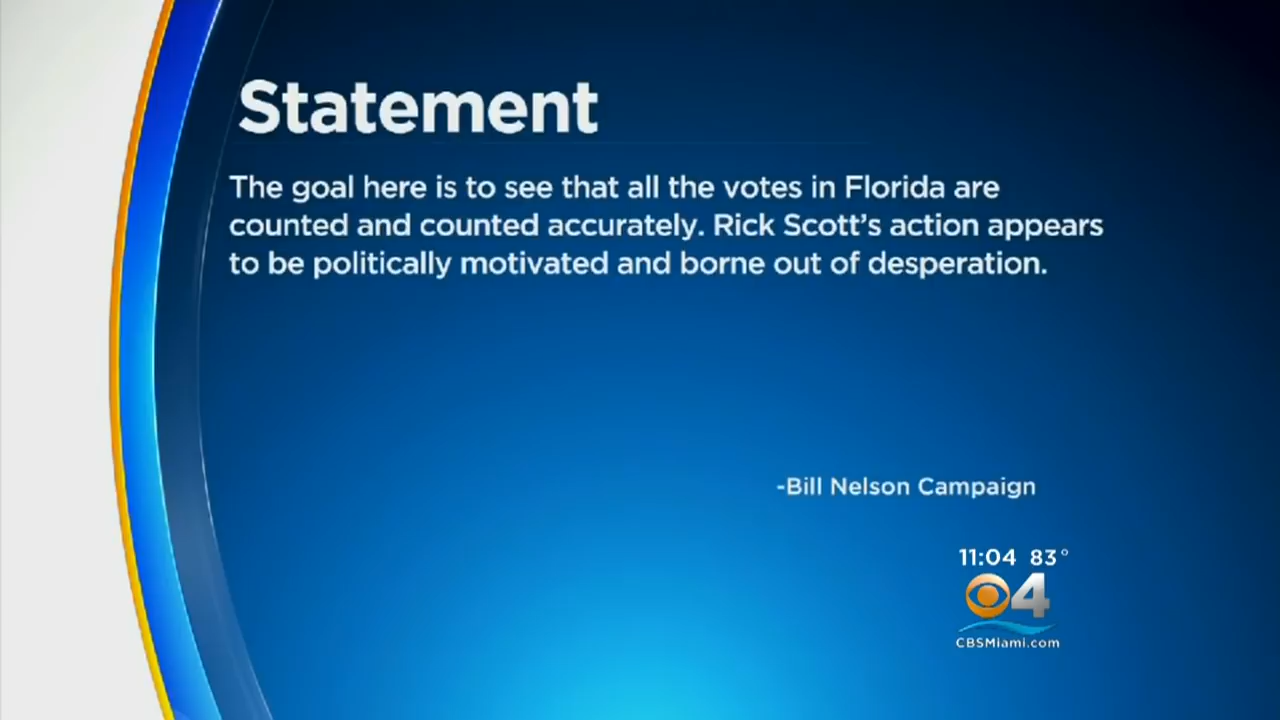 Statement
The goal here is to see that all the votes in Florida are
counted and counted accurately. Rick Scott's action appears
to be politically motivated and borne out of desperation.
-Bill Nelson Campaign
11:04 83°
4
CBSMiami.com